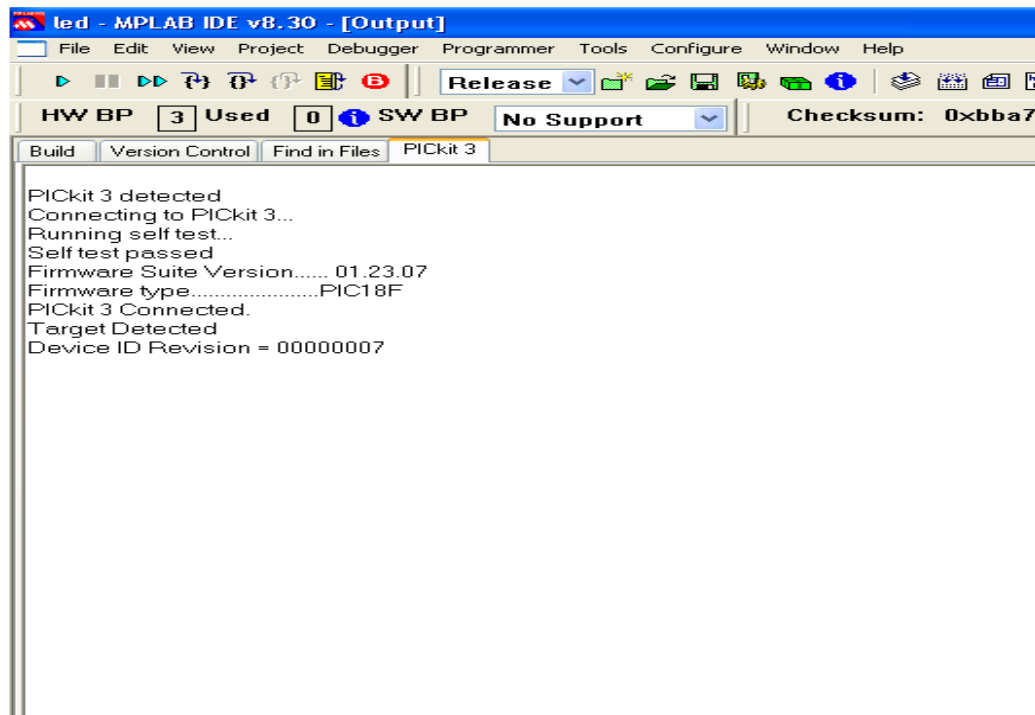 led - MPLAB IDE v8.30 - [Output]
File Edit View Project Debugger Programmer Tools Configure Window Help
Release
HW BP 3 Used 0 SW BP No Support Checksum: 0xbba7
Build Version Control Find in Files PICkit 3
PICkit 3 detected
Connecting to PICkit 3...
Running self test...
Self test passed
Firmware Suite Version...... 01.23.07
Firmware type......................PIC18F
PICkit 3 Connected.
Target Detected
Device ID Revision = 00000007